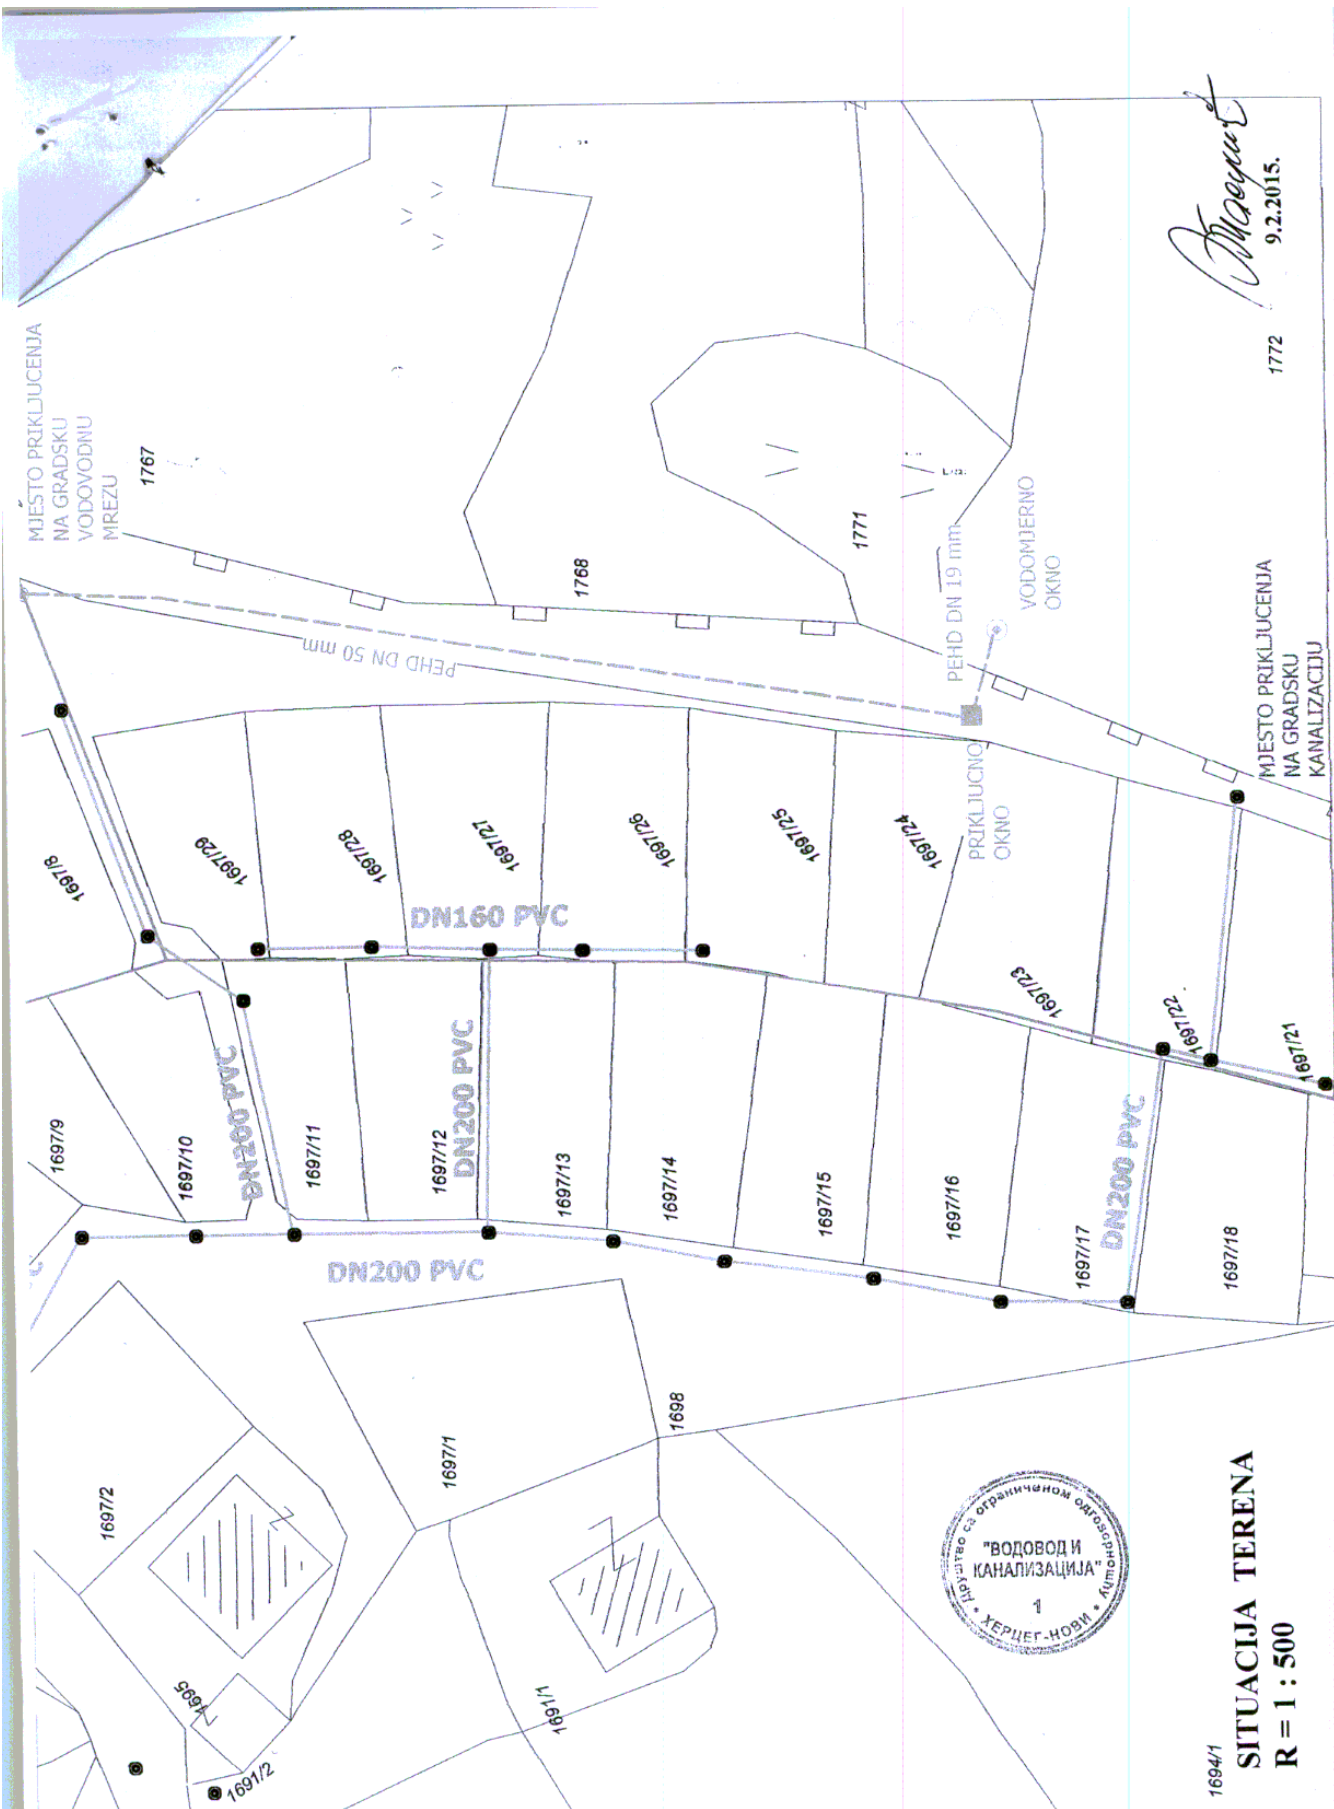 MJESTO PRIKLJUCENJA
NA GRADSKU
VODOVODNU
MREZU
1767
1768
1771
1772
9.2.2015.
PEHD DN 50 mm
PEHD DN 19 mm
VODOMJERNO
OKNO
PRIKLJUCNO
OKNO
MJESTO PRIKLJUCENJA
NA GRADSKU
KANALIZACIJU
1697/8
1697/29
1697/28
1697/27
1697/26
1697/25
1697/24
1697/23
1697/22
1697/21
DN160 PVC
DN200 PVC
DN200 PVC
DN200 PVC
DN200 PVC
1697/9
1697/10
1697/11
1697/12
1697/13
1697/14
1697/15
1697/16
1697/17
1697/18
1697/2
1697/1
1698
1695
1691/2
1691/1
1694/1
Друштво са ограниченом одговорношћу
"ВОДОВОД И
КАНАЛИЗАЦИЈА"
1
ХЕРЦЕГ-НОВИ
SITUACIJA TERENA
R = 1 : 500